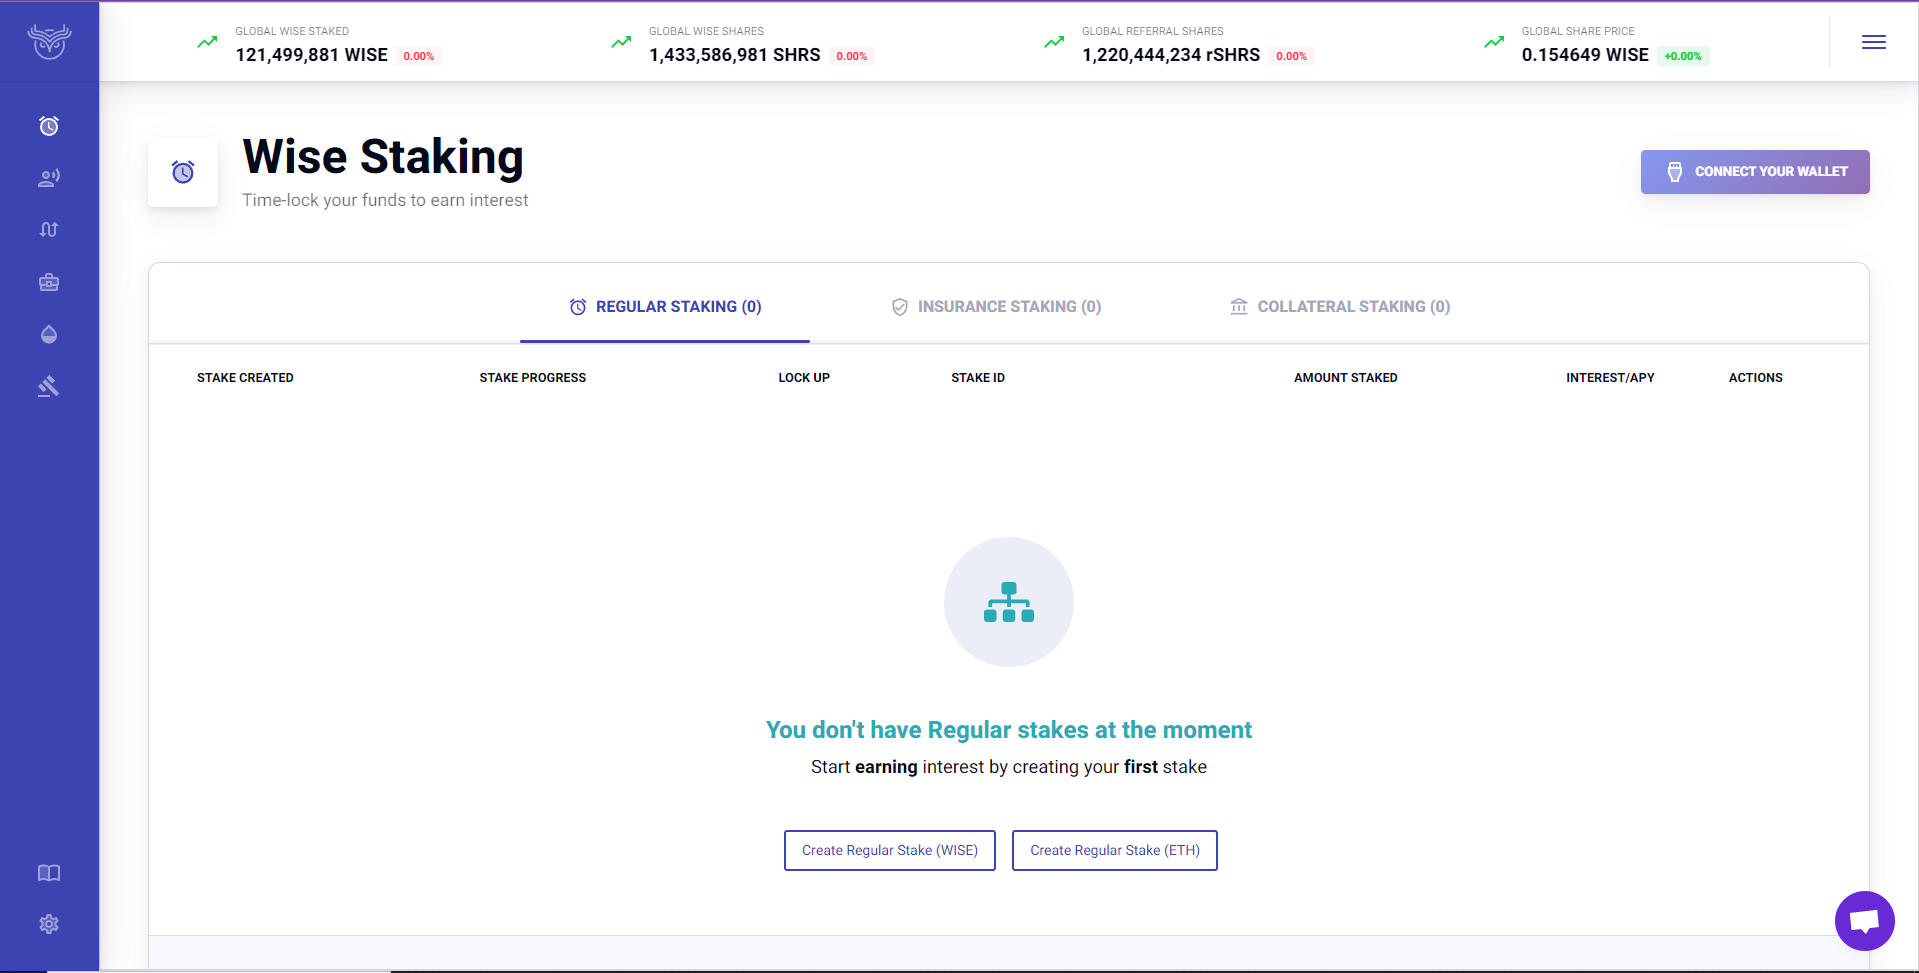 GLOBAL WISE STAKED
121,499,881 WISE 0.00%
GLOBAL WISE SHARES
1,433,586,981 SHRS 0.00%
GLOBAL REFERRAL SHARES
1,220,444,234 rSHRS 0.00%
GLOBAL SHARE PRICE
0.154649 WISE +0.00%
Wise Staking
Time-lock your funds to earn interest
CONNECT YOUR WALLET
REGULAR STAKING (0) INSURANCE STAKING (0) COLLATERAL STAKING (0)
STAKE CREATED STAKE PROGRESS LOCK UP STAKE ID AMOUNT STAKED INTEREST/APY ACTIONS
You don't have Regular stakes at the moment
Start earning interest by creating your first stake
Create Regular Stake (WISE) Create Regular Stake (ETH)